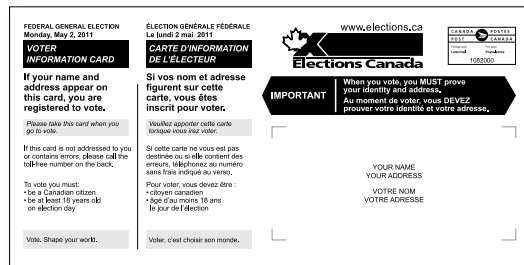 FEDERAL GENERAL ELECTION
Monday, May 2, 2011
VOTER
INFORMATION CARD
If your name and
address appear on
this card, you are
registered to vote.
Please take this card when you
go to vote.
If this card is not addressed to you
or contains errors, please call the
toll-free number on the back.
To vote you must:
• be a Canadian citizen
• be at least 18 years old
on election day
Vote. Shape your world.
ÉLECTION GÉNÉRALE FÉDÉRALE
Le lundi 2 mai 2011
CARTE D'INFORMATION
DE L'ÉLECTEUR
Si vos nom et adresse
figurent sur cette
carte, vous êtes
inscrit pour voter.
Veuillez apporter cette carte
lorsque vous irez voter.
Si cette carte ne vous est pas
destinée ou si elle contient des
erreurs, téléphonez au numéro
sans frais indiqué au verso.
Pour voter, vous devez être :
• citoyen canadien
• âgé d'au moins 18 ans
le jour de l'élection
Voter, c'est choisir son monde.
www.elections.ca
Elections Canada
CANADA POSTES
POST CANADA
1082000
IMPORTANT
When you vote, you MUST prove
your identity and address.
Au moment de voter, vous DEVEZ
prouver votre identité et votre adresse.
YOUR NAME
YOUR ADDRESS
VOTRE NOM
VOTRE ADRESSE